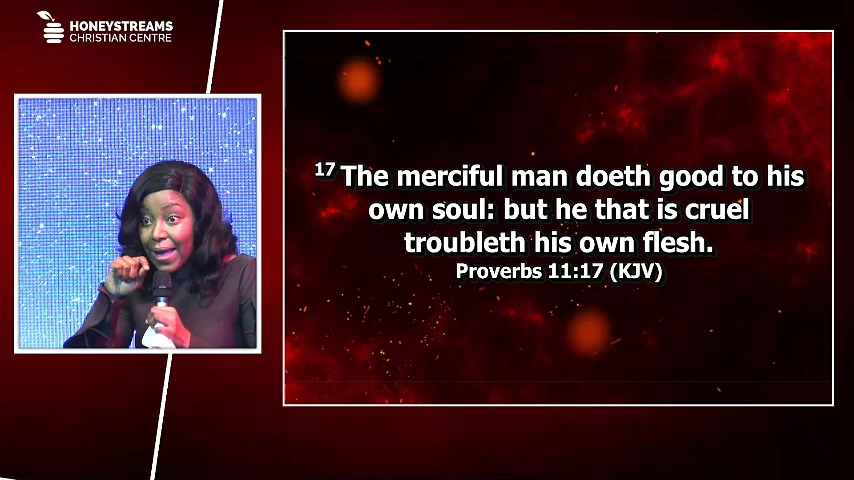 HONEYSTREAMS
CHRISTIAN CENTRE
17 The merciful man doeth good to his
own soul: but he that is cruel
troubleth his own flesh.
Proverbs 11:17 (KJV)